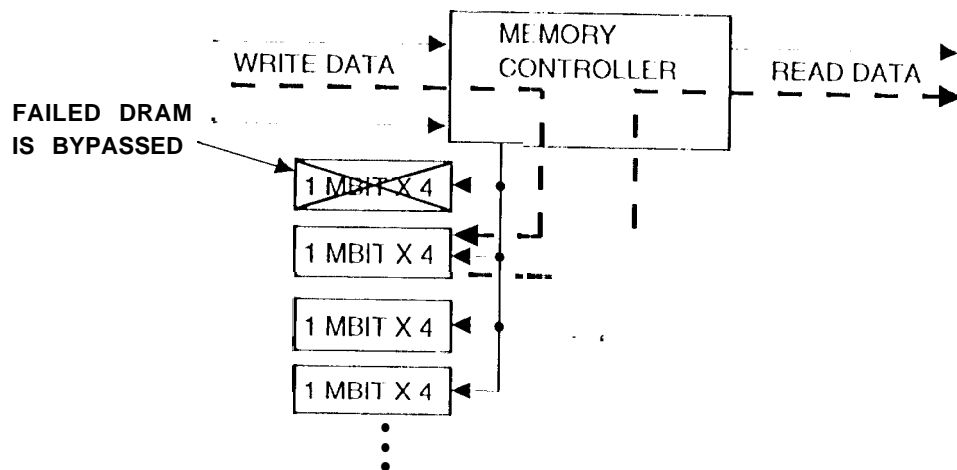 MEMORY
CONTROLLER
WRITE DATA
READ DATA
FAILED DRAM
IS BYPASSED
1 MBIT X 4
1 MBIT X 4
1 MBIT X 4
1 MBIT X 4